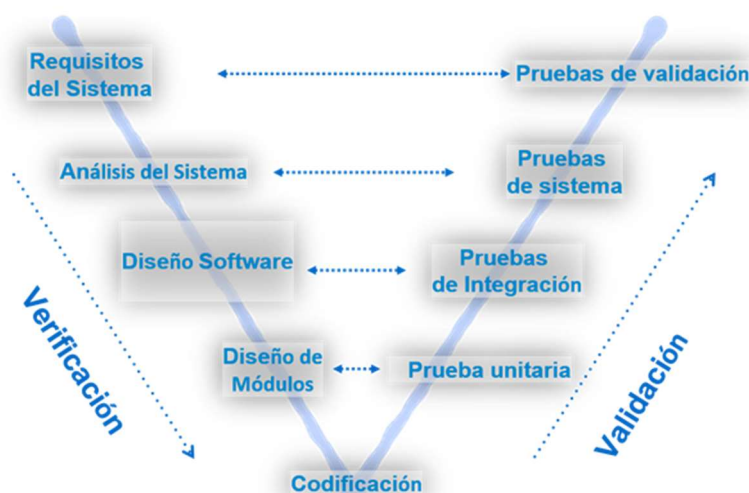 Requisitos
del Sistema
Pruebas de validación
Análisis del Sistema
Pruebas
de sistema
Diseño Software
Pruebas
de Integración
Diseño de
Módulos
Prueba unitaria
Verificación
Validación
Codificación